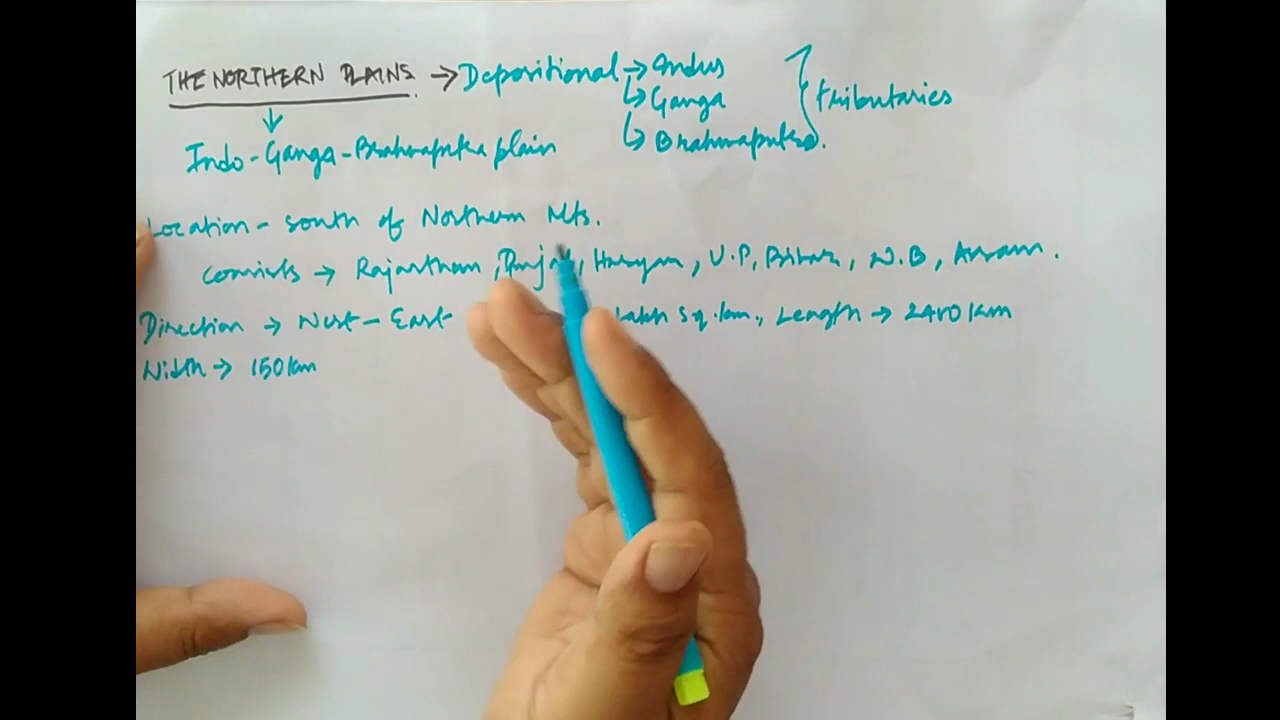 THE NORTHERN PLAINS. → Depositional → Indus
↳ Ganga
↳ Brahmaputra.
} tributaries
↓
Indo-Ganga-Brahmaputra plain
Location - south of Northern Mts.
consists → Rajasthan, Punjab, Haryana, U.P, Bihar, W.B, Assam.
Direction → West - East lakh sq.km., Length → 2400 km
Width → 150 km